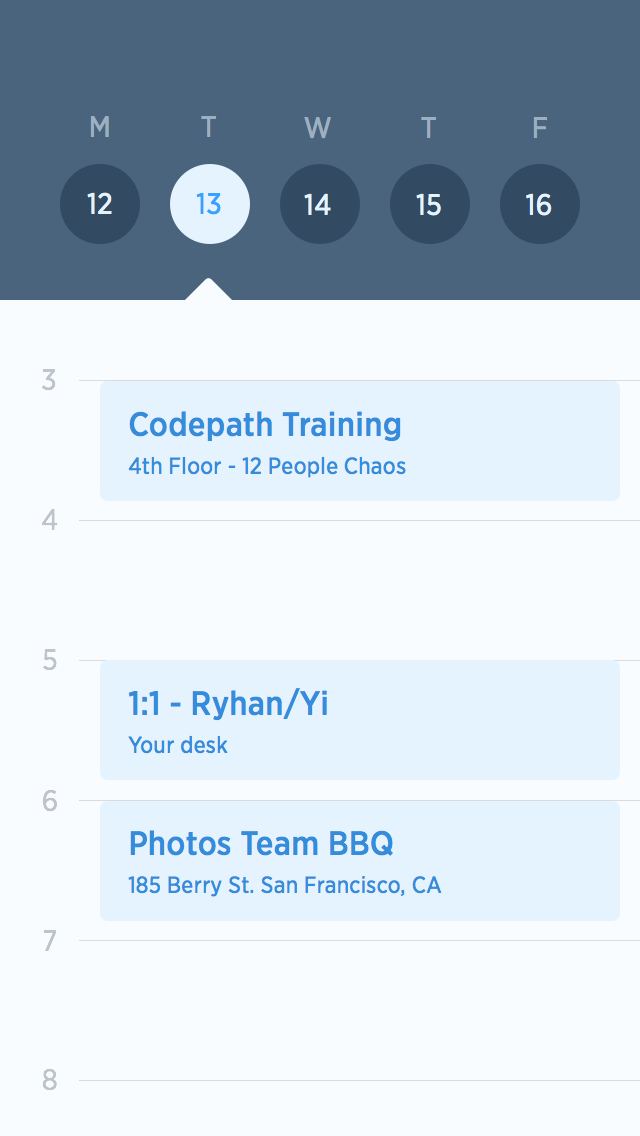 M T W T F
12 13 14 15 16
3
Codepath Training
4th Floor - 12 People Chaos
4
5
1:1 - Ryhan/Yi
Your desk
6
Photos Team BBQ
185 Berry St. San Francisco, CA
7
8